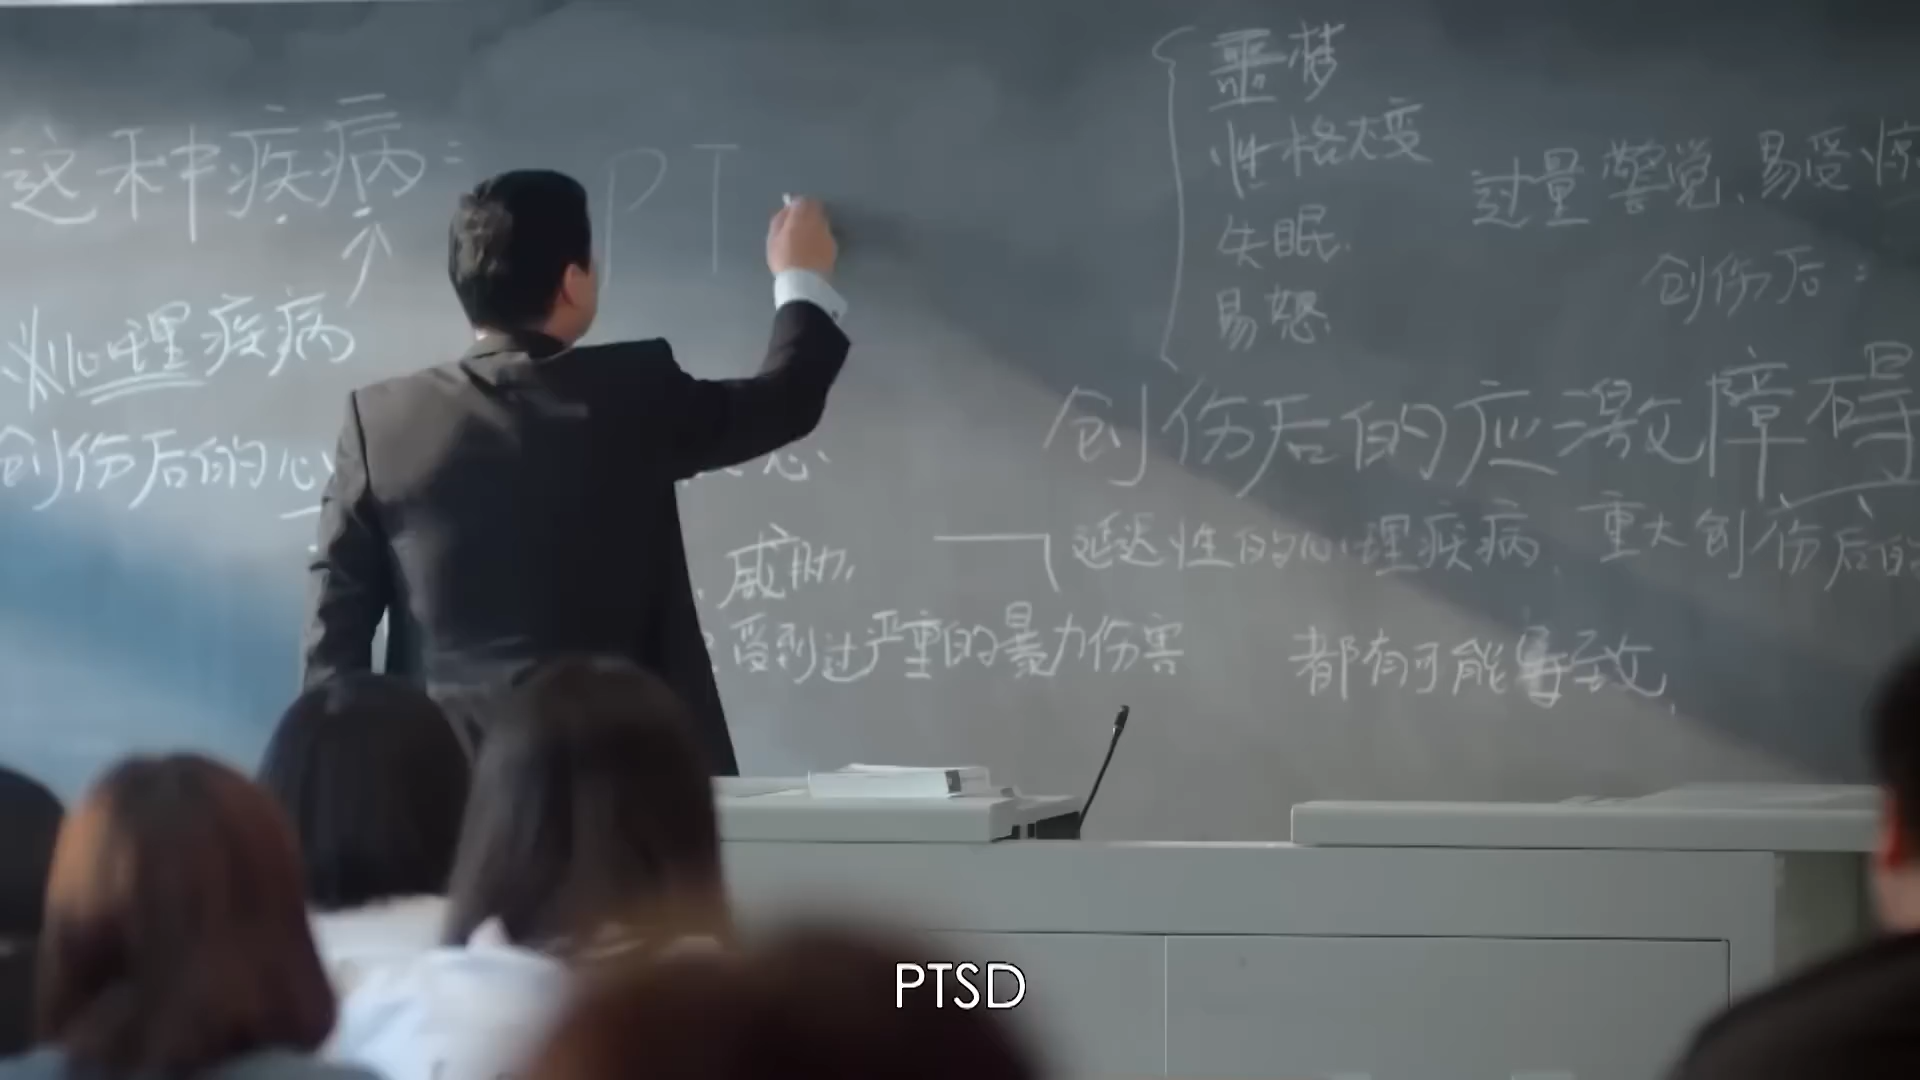 这种疾病: PT
心理疾病
创伤后的心
噩梦
性格大变
失眠.
易怒.
过量警觉、易受惊
创伤后:
创伤后的应激障碍
威胁,
受到过严重的暴力伤害
延迟性的心理疾病、重大创伤后的
都有可能导致,
PTSD